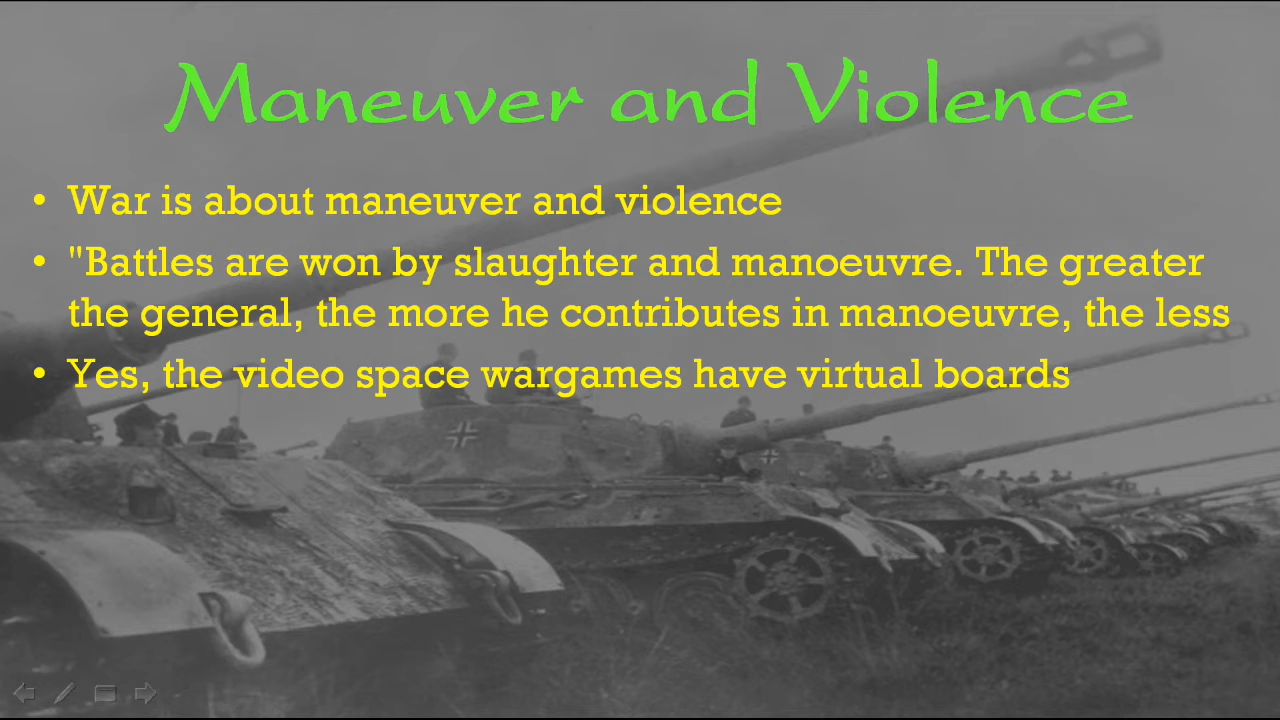 Maneuver and Violence
• War is about maneuver and violence
• "Battles are won by slaughter and manoeuvre. The greater
the general, the more he contributes in manoeuvre, the less
• Yes, the video space wargames have virtual boards